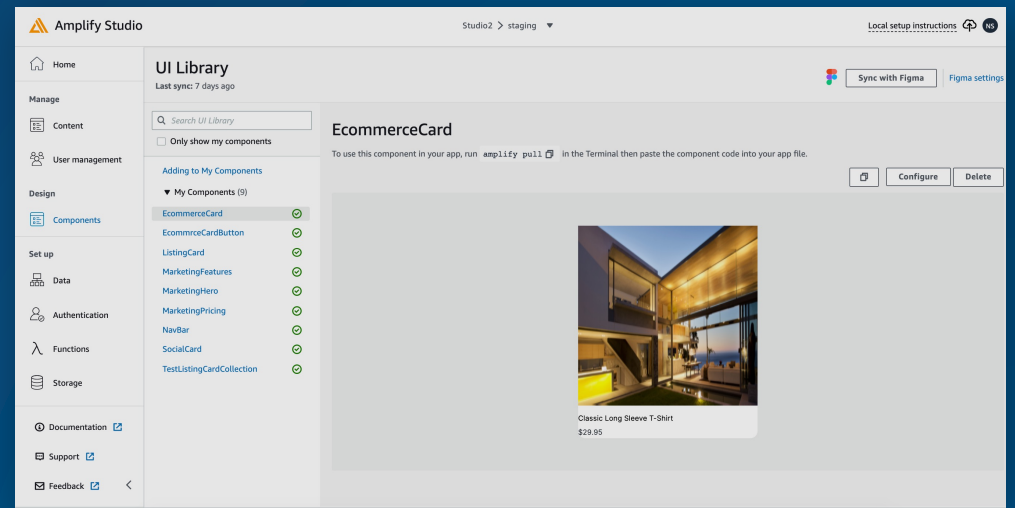 Amplify Studio
Studio2 > staging ▼
Local setup instructions
NS
Home
Manage
Content
User management
Design
Components
Set up
Data
Authentication
Functions
Storage
Documentation
Support
Feedback
UI Library
Last sync: 7 days ago
Sync with Figma
Figma settings
Search UI Library
Only show my components
Adding to My Components
▼ My Components (9)
EcommerceCard
EcommrceCardButton
ListingCard
MarketingFeatures
MarketingHero
MarketingPricing
NavBar
SocialCard
TestListingCardCollection
EcommerceCard
To use this component in your app, run amplify pull in the Terminal then paste the component code into your app file.
Configure
Delete
Classic Long Sleeve T-Shirt
$29.95